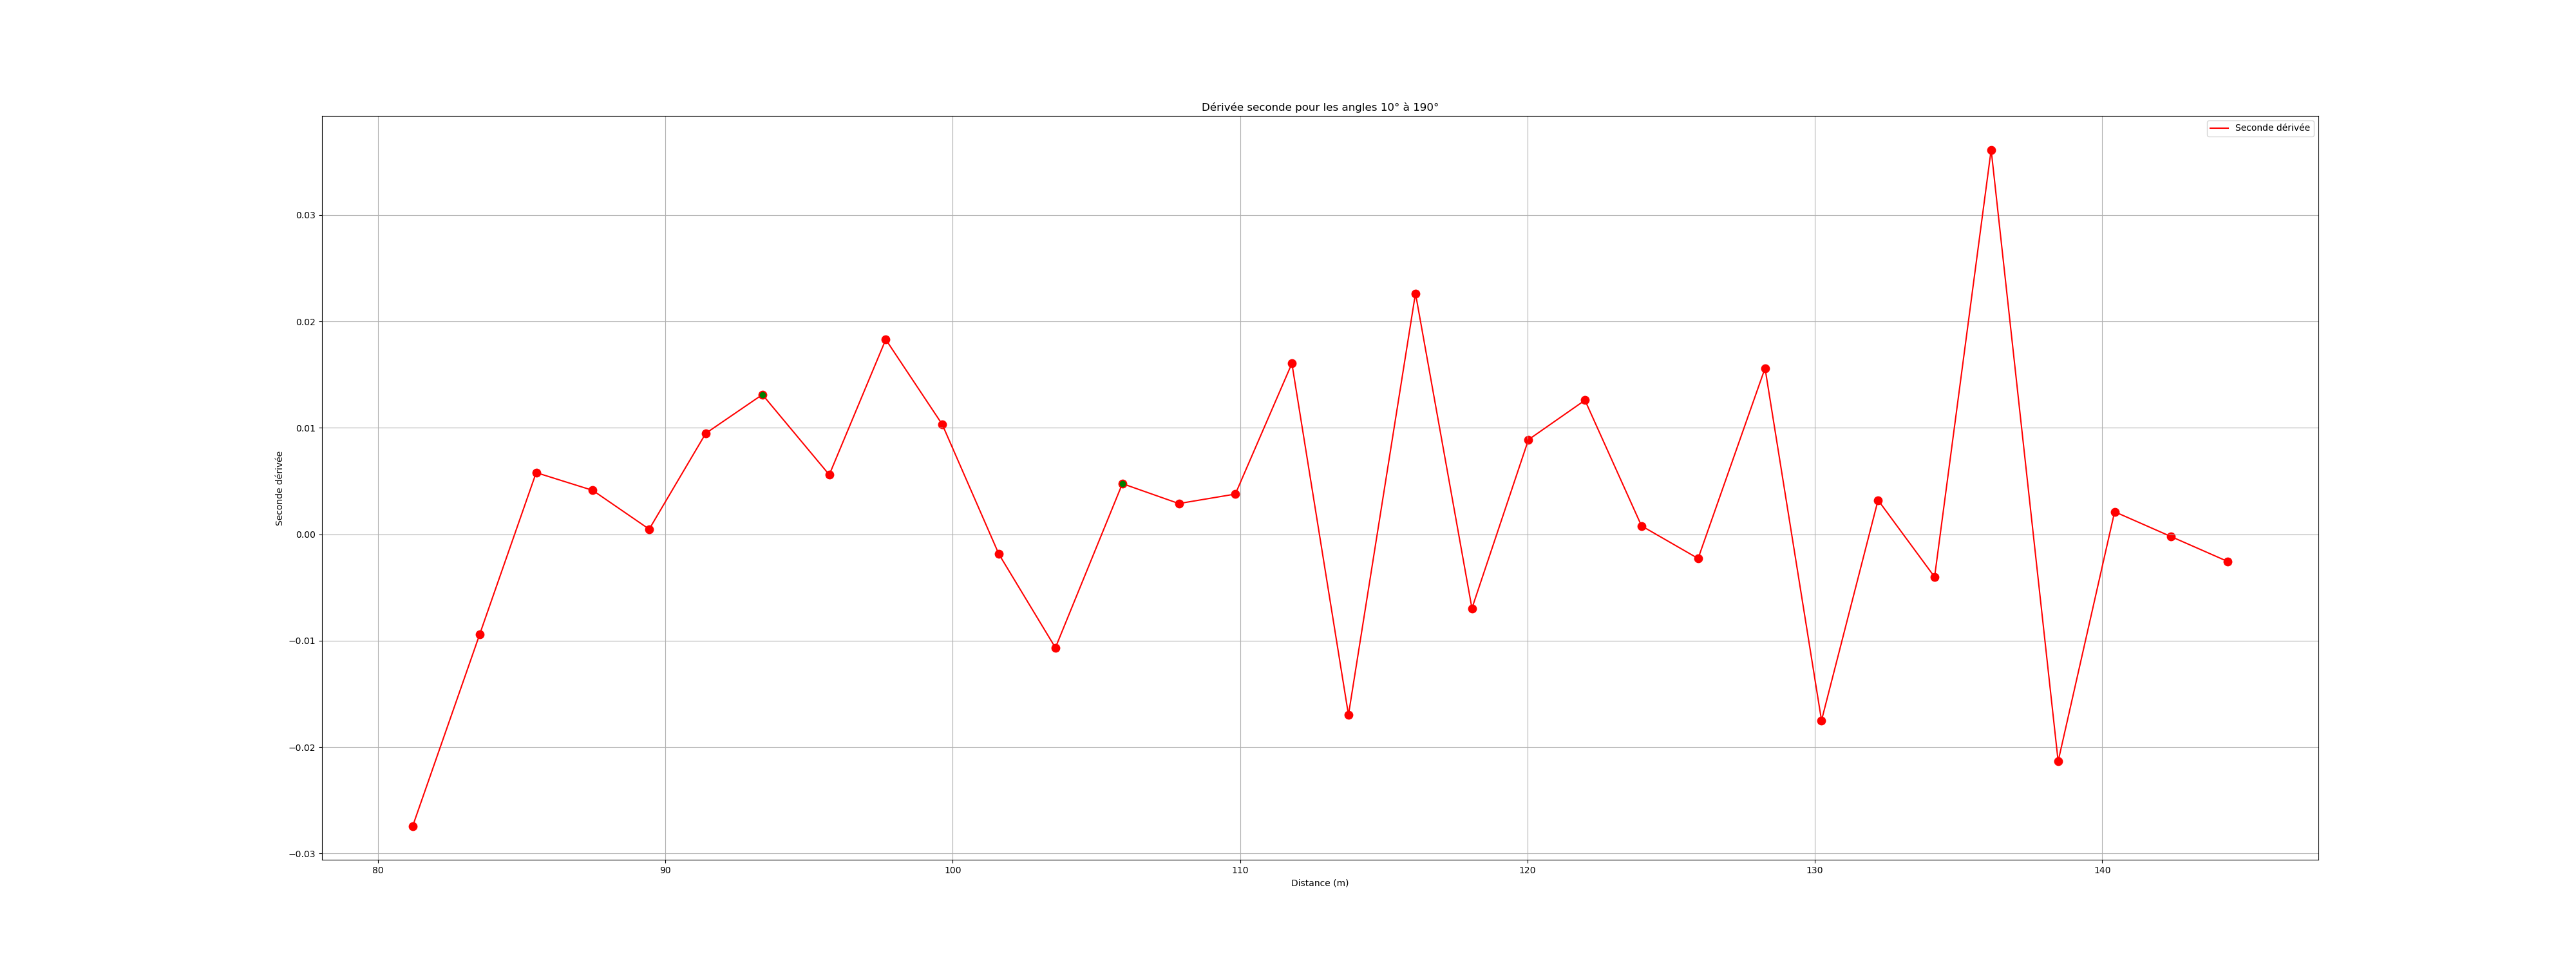 Dérivée seconde pour les angles 10° à 190°
Seconde dérivée
0.03
0.02
0.01
0.00
−0.01
−0.02
−0.03
Seconde dérivée
80 90 100 110 120 130 140
Distance (m)